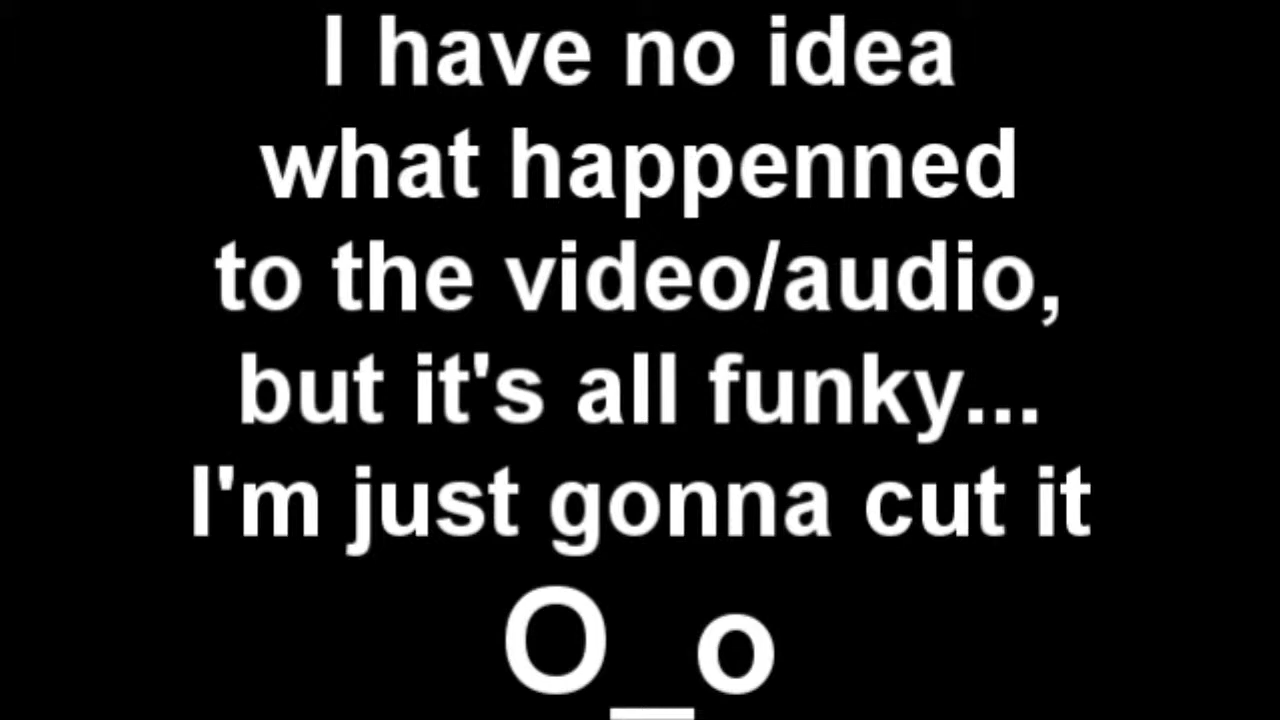 I have no idea
what happenned
to the video/audio,
but it's all funky...
I'm just gonna cut it
O_o